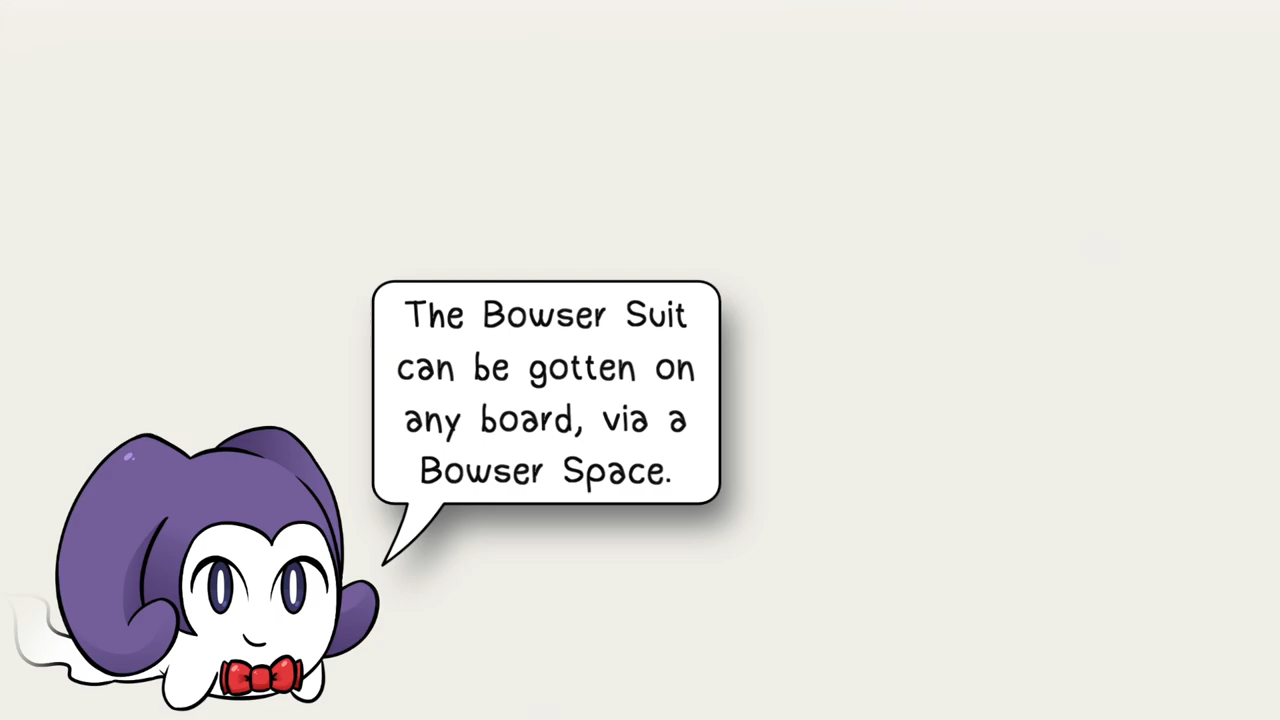 The Bowser Suit
can be gotten on
any board, via a
Bowser Space.